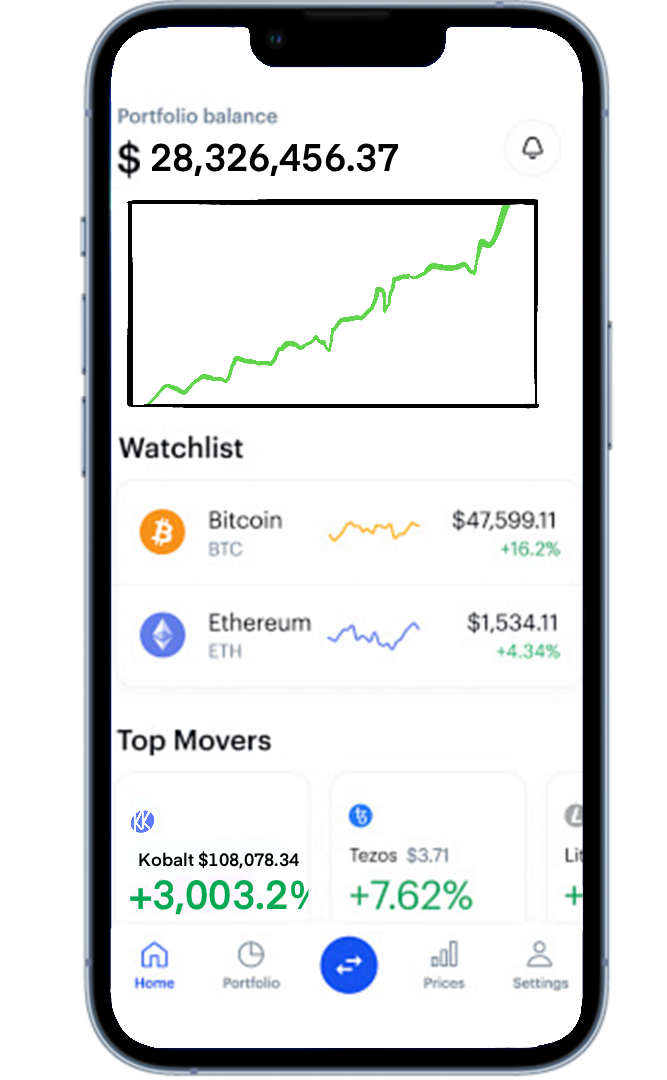 Portfolio balance
$ 28,326,456.37
Watchlist
Bitcoin $47,599.11
BTC +16.2%
Ethereum $1,534.11
ETH +4.34%
Top Movers
KK
Kobalt $108,078.34
+3,003.2%
Tezos $3.71
+7.62%
Lit
+
Home Portfolio Prices Settings